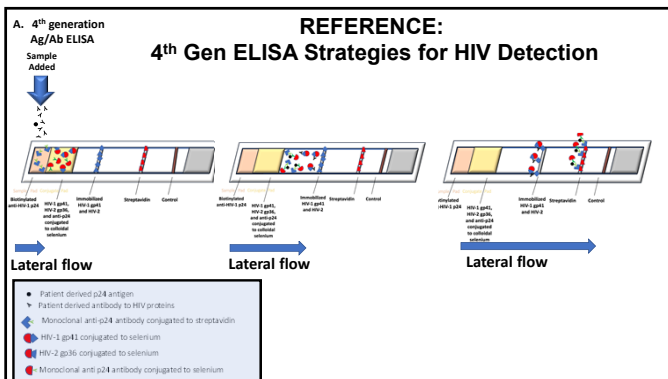 REFERENCE:
4th Gen ELISA Strategies for HIV Detection
A. 4th generation
Ag/Ab ELISA
Sample
Added
Biotinylated
anti-HIV-1 p24
HIV-1 gp41,
HIV-2 gp36,
and anti-p24
conjugated
to colloidal
selenium
Immobilized
HIV-1 gp41
and HIV-2
Streptavidin
Control
Lateral flow
Biotinylated
anti-HIV-1 p24
HIV-1 gp41,
HIV-2 gp36,
and anti-p24
conjugated
to colloidal
selenium
Immobilized
HIV-1 gp41
and HIV-2
Streptavidin
Control
Lateral flow
HIV-1 p24
HIV-1 gp41,
HIV-2 gp36,
and anti-p24
conjugated
to colloidal
selenium
Immobilized
HIV-1 gp41
and HIV-2
Streptavidin
Control
Lateral flow
Patient derived p24 antigen
Patient derived antibody to HIV proteins
Monoclonal anti-p24 antibody conjugated to streptavidin
HIV-1 gp41 conjugated to selenium
HIV-2 gp36 conjugated to selenium
Monoclonal anti p24 antibody conjugated to selenium